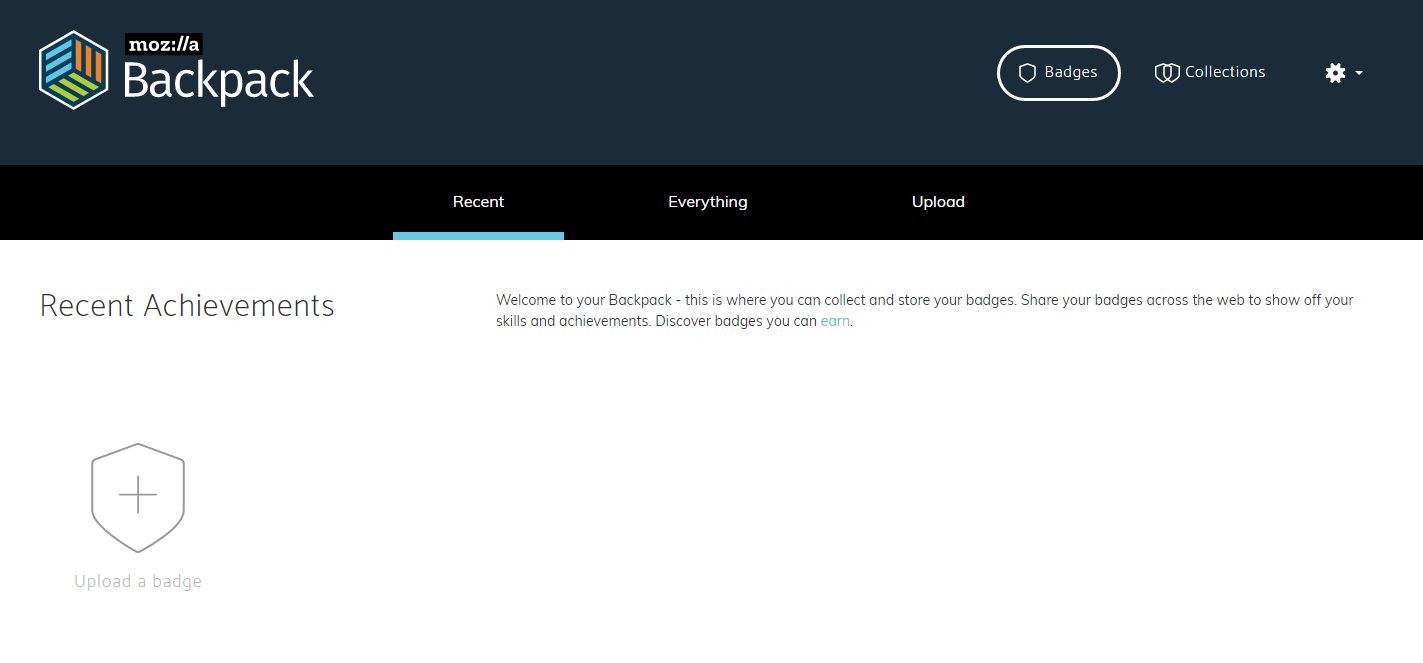 moz://a
Backpack
Badges
Collections
Recent
Everything
Upload
Recent Achievements
Welcome to your Backpack - this is where you can collect and store your badges. Share your badges across the web to show off your
skills and achievements. Discover badges you can earn.
Upload a badge